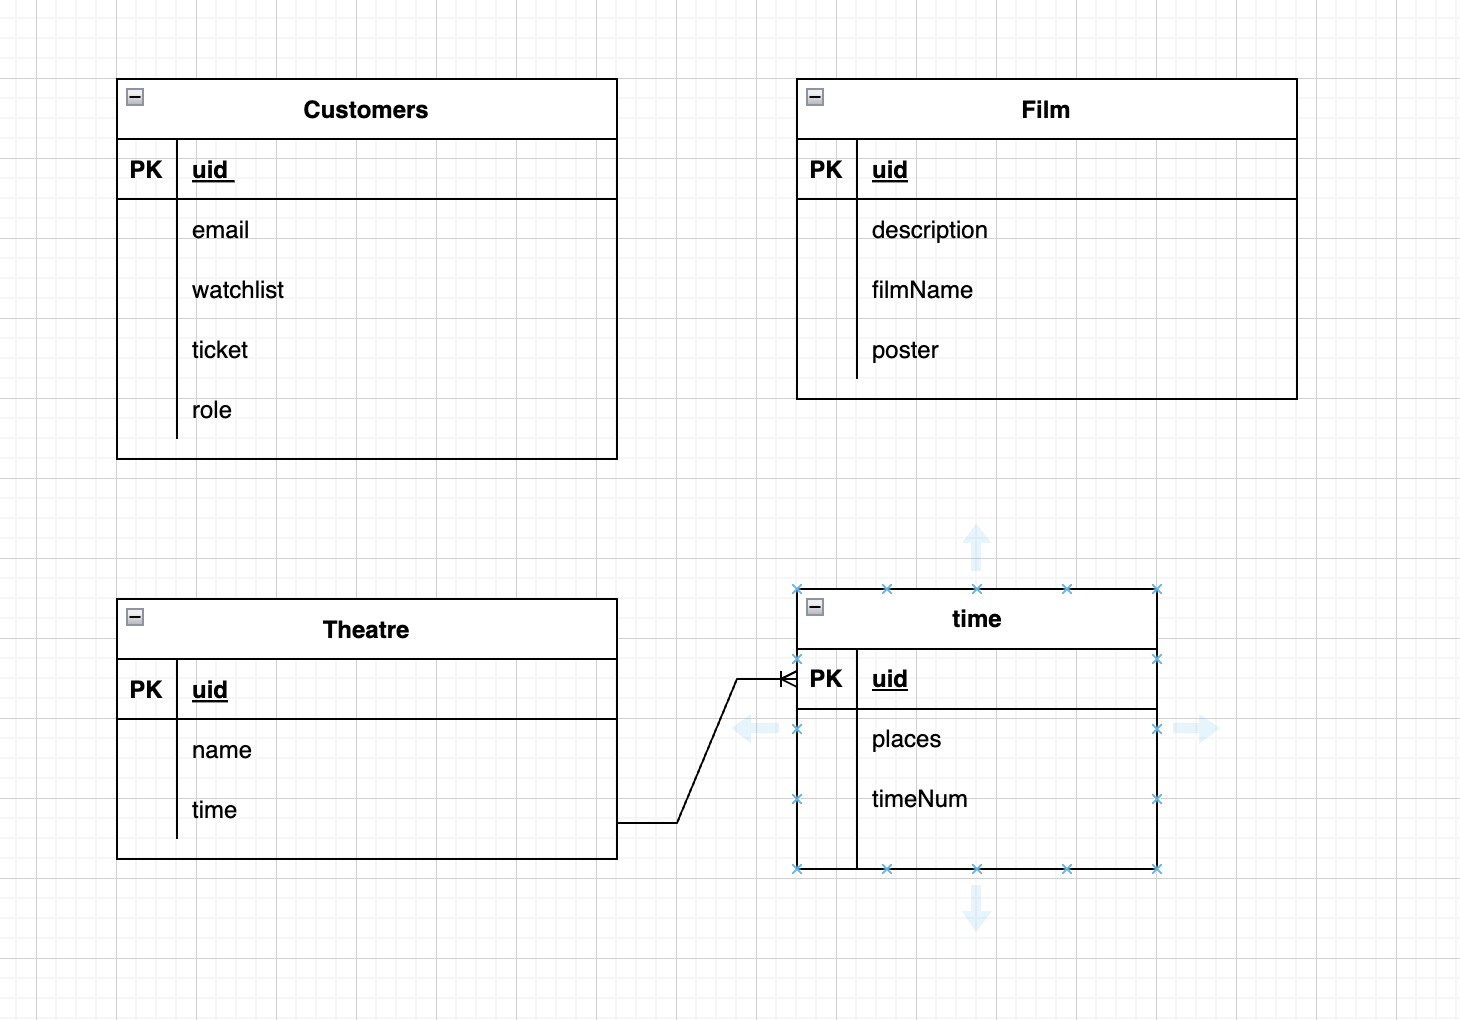 Customers
PK uid
email
watchlist
ticket
role
Film
PK uid
description
filmName
poster
Theatre
PK uid
name
time
time
PK uid
places
timeNum